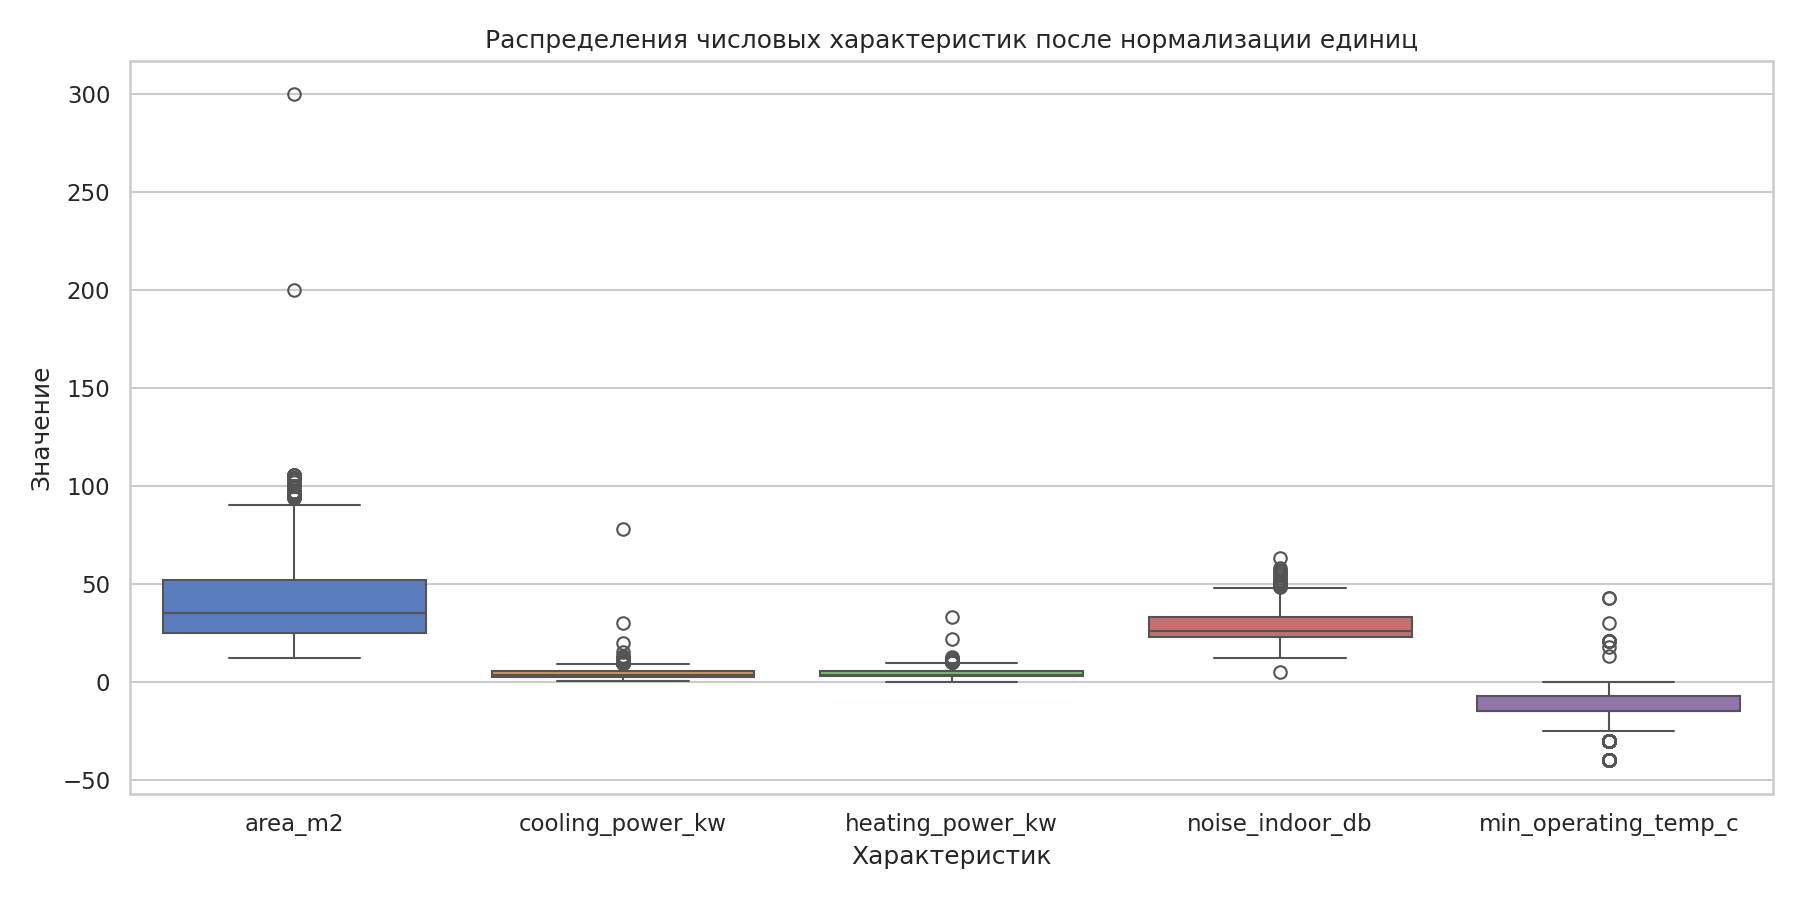 Распределения числовых характеристик после нормализации единиц
300
250
200
150
100
50
0
−50
Значение
area_m2
cooling_power_kw
heating_power_kw
noise_indoor_db
min_operating_temp_c
Характеристик